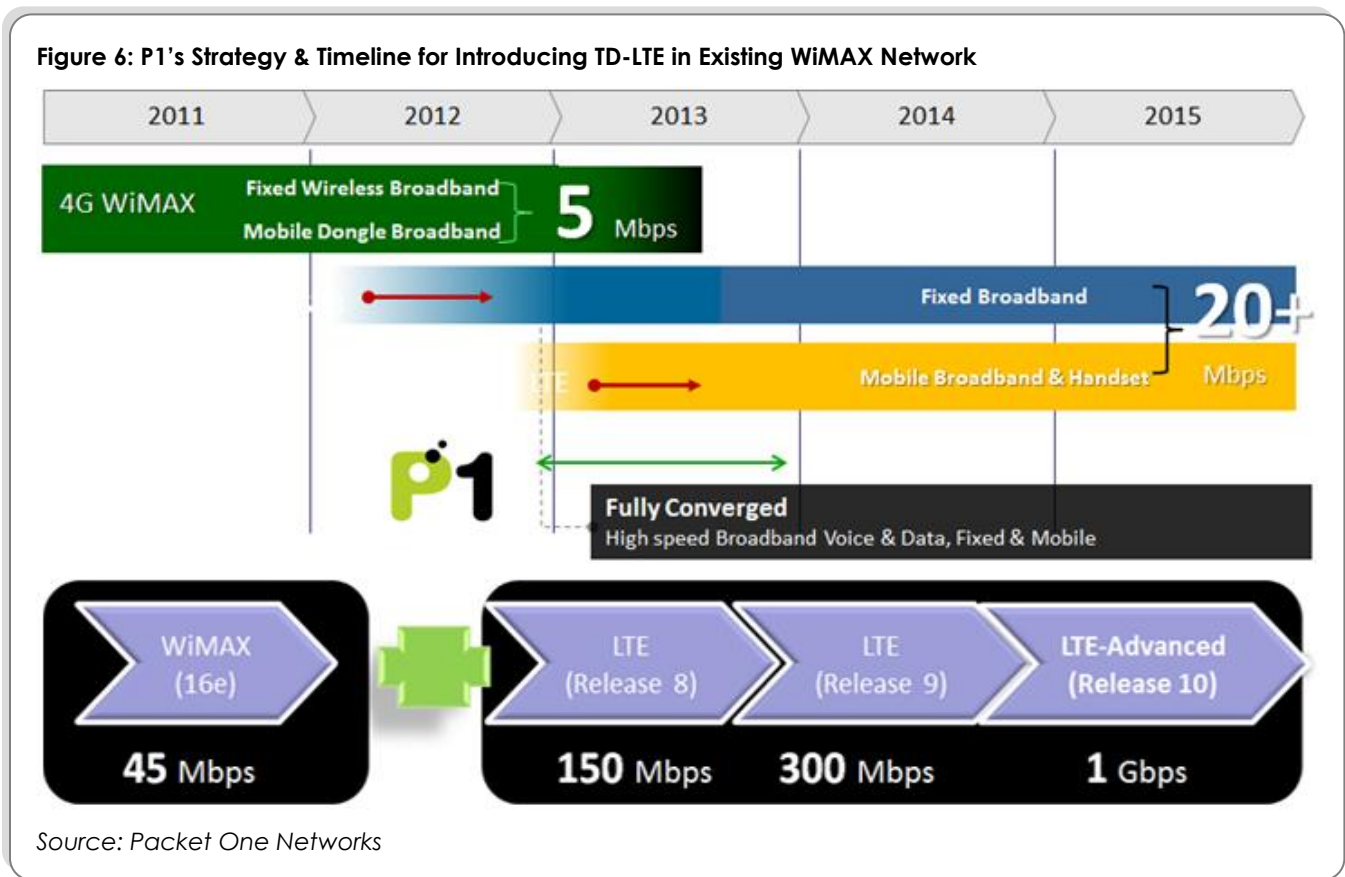 Figure 6: P1's Strategy & Timeline for Introducing TD-LTE in Existing WiMAX Network
2011 2012 2013 2014 2015
4G WiMAX
Fixed Wireless Broadband
Mobile Dongle Broadband
5 Mbps
Fixed Broadband
20+
Mobile Broadband & Handset
Mbps
LTE
P1
Fully Converged
High speed Broadband Voice & Data, Fixed & Mobile
WiMAX
(16e)
LTE
(Release 8)
LTE
(Release 9)
LTE-Advanced
(Release 10)
45 Mbps
150 Mbps
300 Mbps
1 Gbps
Source: Packet One Networks